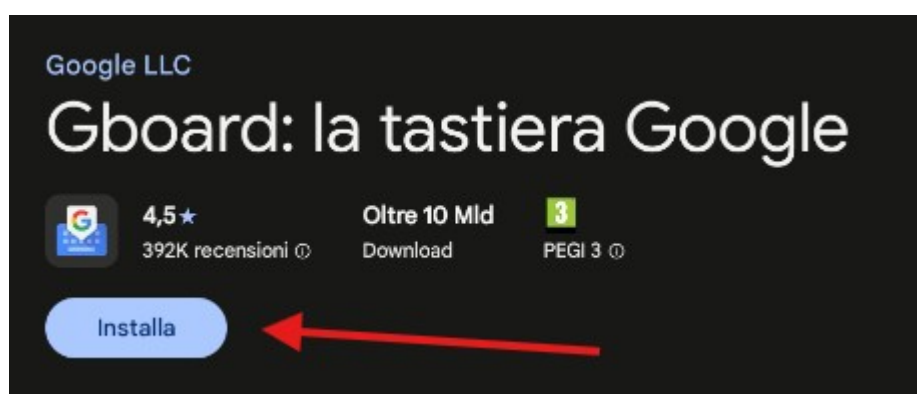 Google LLC
Gboard: la tastiera Google
4,5★ Oltre 10 Mld 3
392K recensioni ⓘ Download PEGI 3 ⓘ
Installa